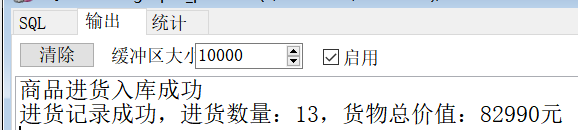 SQL 输出 统计
清除 缓冲区大小 10000 启用
商品进货入库成功
进货记录成功，进货数量：13，货物总价值：82990元